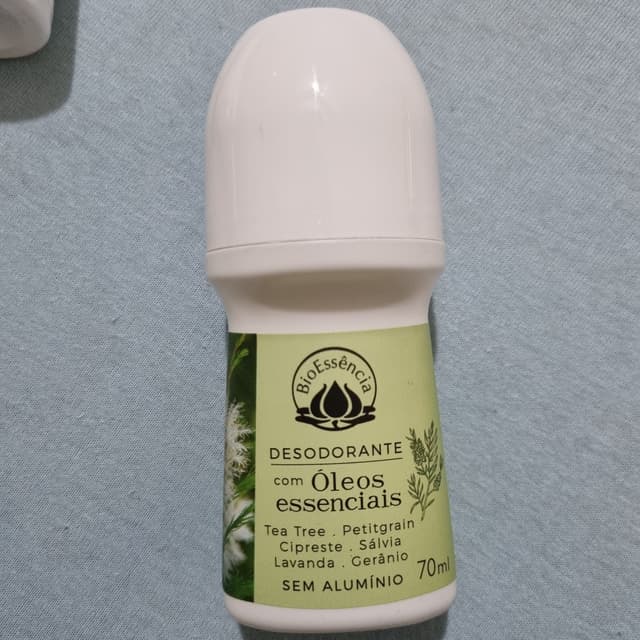 BioEssência
DESODORANTE
com Óleos
essenciais
Tea Tree . Petitgrain
Cipreste . Sálvia
Lavanda . Gerânio
SEM ALUMÍNIO 70ml